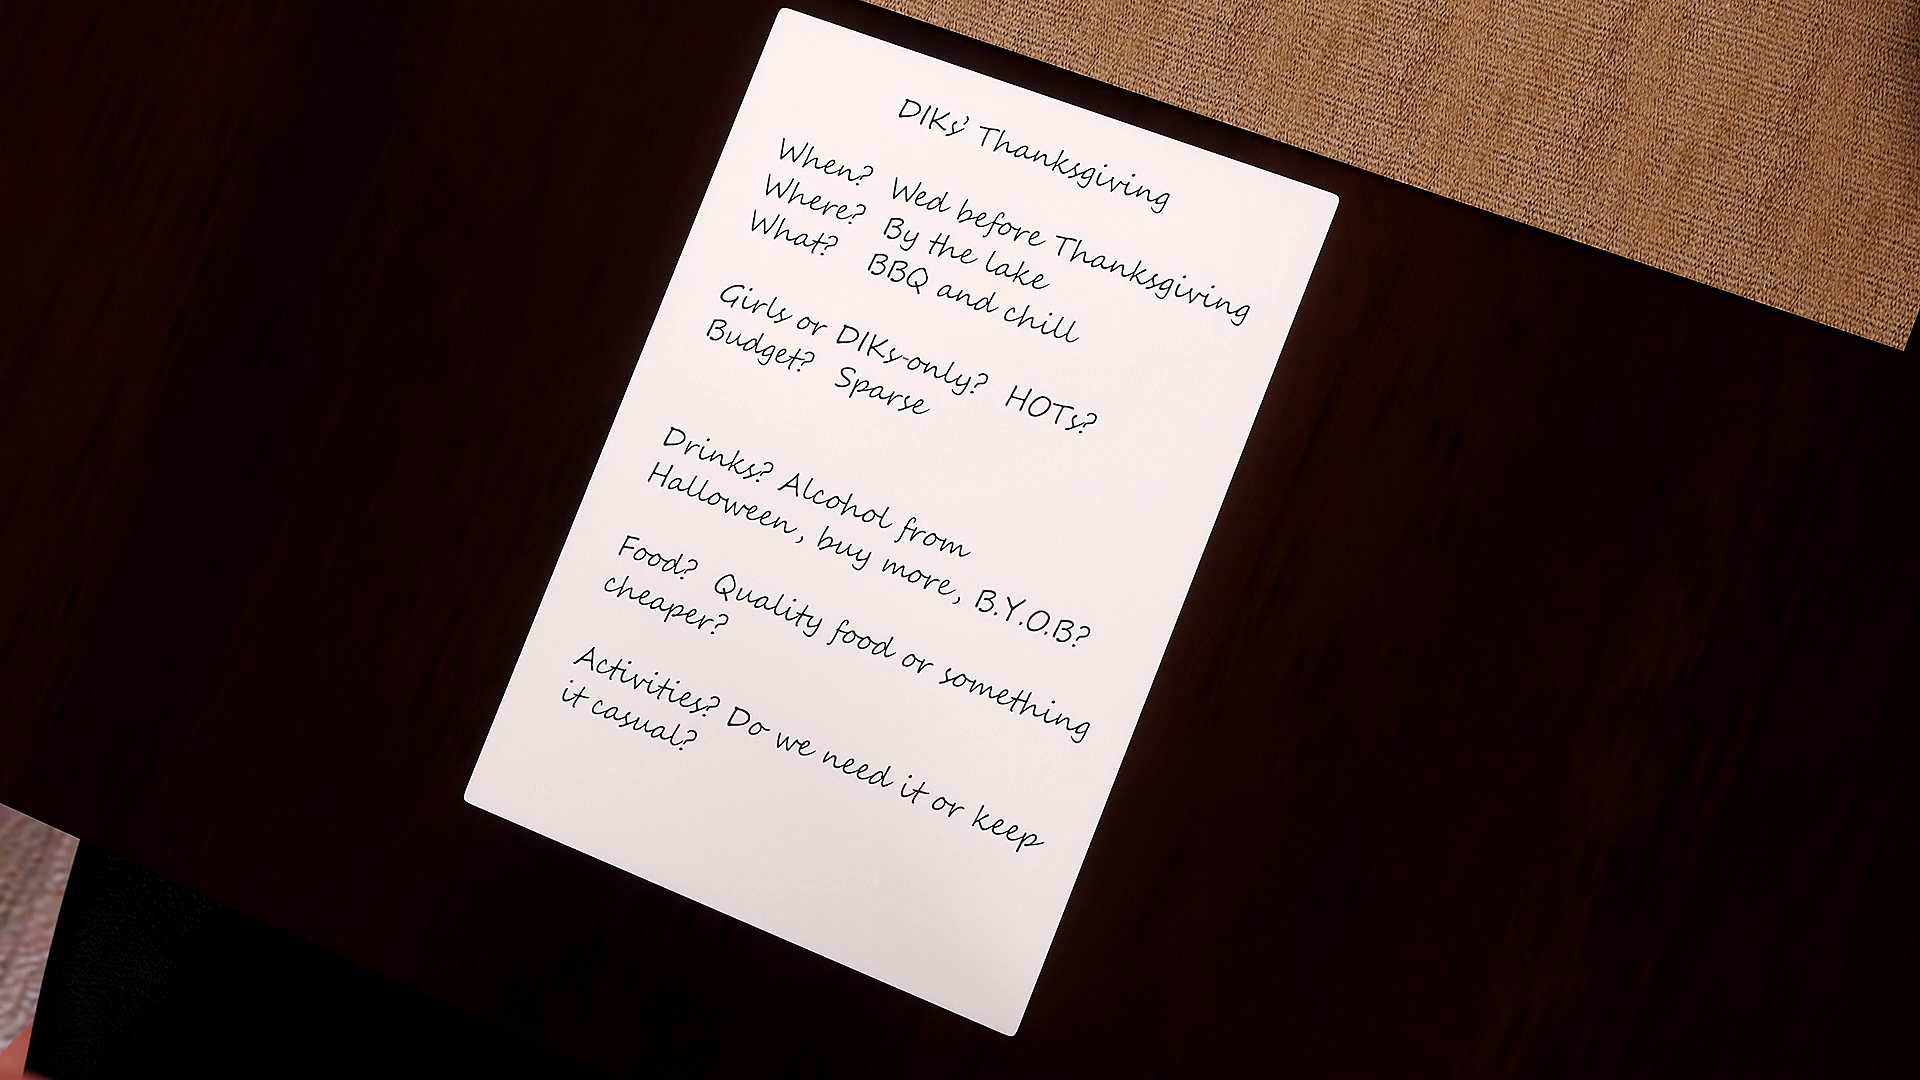 DIKs' Thanksgiving
When? Wed before Thanksgiving
Where? By the lake
What? BBQ and chill
Girls or DIKs-only? HOTs?
Budget? Sparse
Drinks? Alcohol from
Halloween, buy more, B.Y.O.B?
Food? Quality food or something
cheaper?
Activities? Do we need it or keep
it casual?